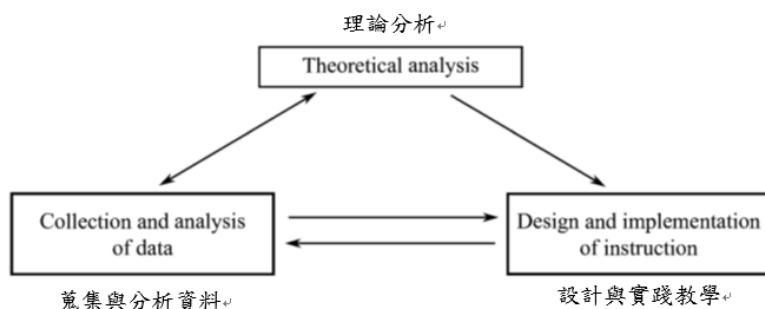 理論分析
Theoretical analysis
Collection and analysis
of data
Design and implementation
of instruction
蒐集與分析資料
設計與實踐教學